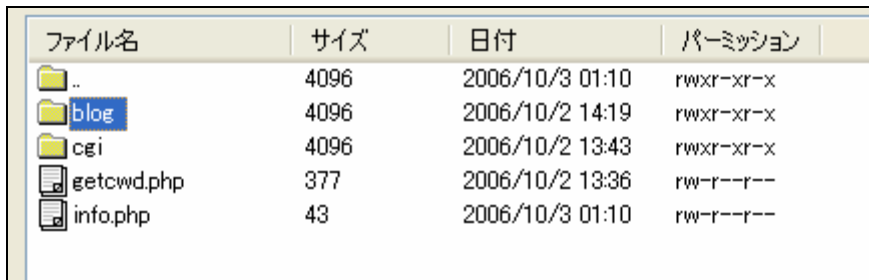 ファイル名 サイズ 日付 パーミッション
.. 4096 2006/10/3 01:10 rwxr-xr-x
blog 4096 2006/10/2 14:19 rwxr-xr-x
cgi 4096 2006/10/2 13:43 rwxr-xr-x
getcwd.php 377 2006/10/2 13:36 rw-r--r--
info.php 43 2006/10/3 01:10 rw-r--r--